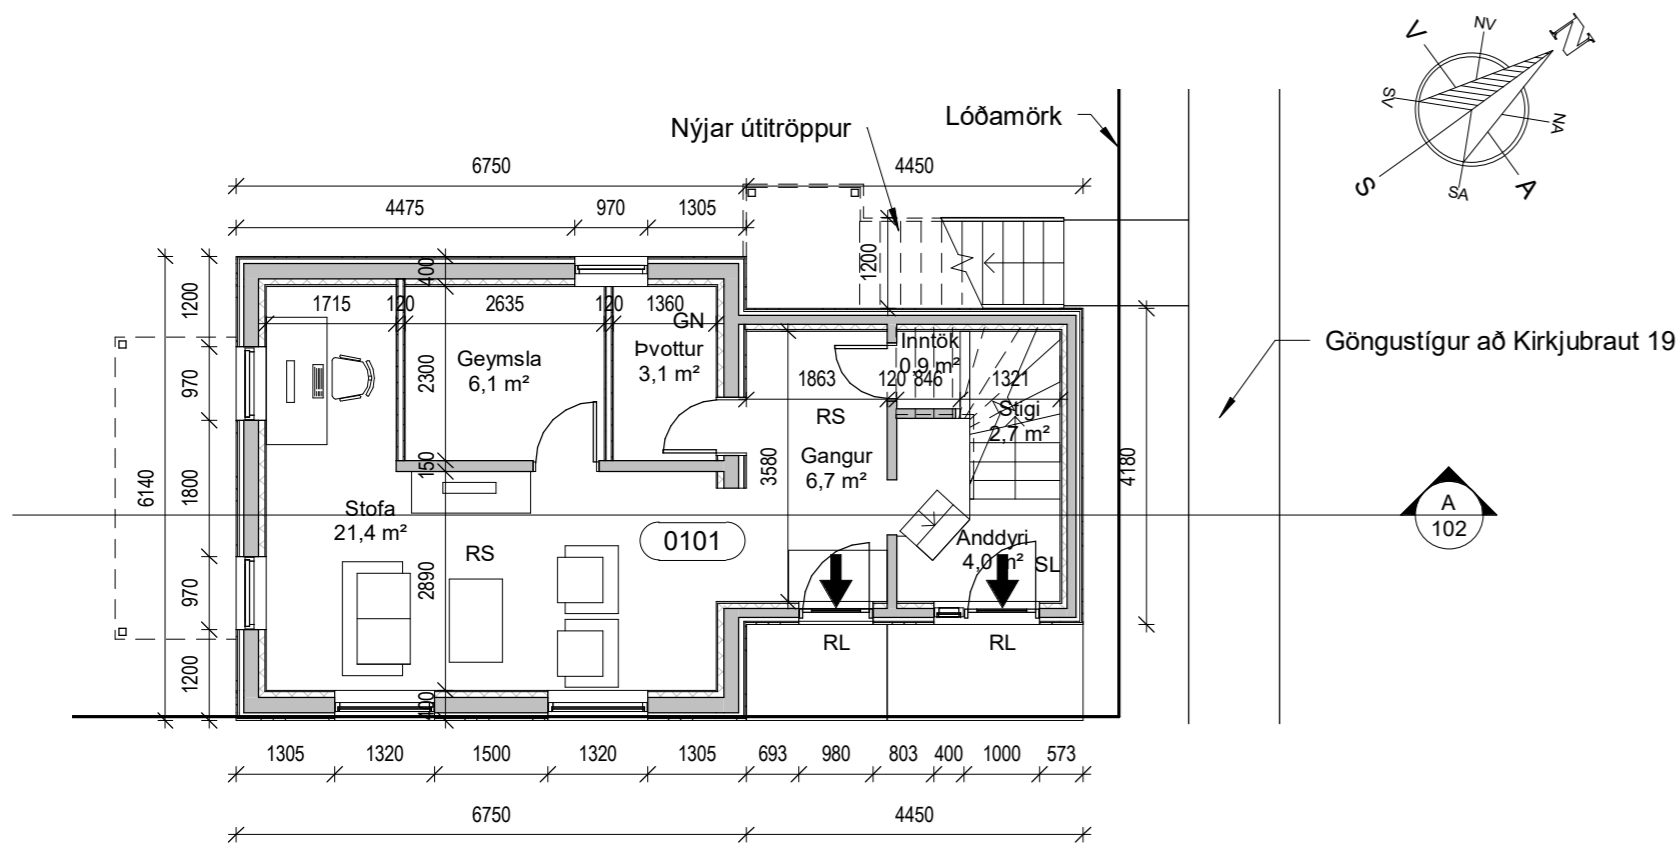 N
NV
V
SV
NA
S
SA
A
Nýjar útitröppur
Lóðamörk
6750
4450
4475
970
1305
1200
400
1200
1715
120
2635
120
1360
GN
Geymsla
6,1 m²
Þvottur
3,1 m²
Inntök
0,9 m²
Göngustígur að Kirkjubraut 19
970
2300
1863
120
846
1321
RS
Stigi
2,7 m²
150
3580
Gangur
6,7 m²
4180
6140
1800
Stofa
21,4 m²
A
102
0101
Anddyri
4,0 m²
RS
SL
970
2890
RL
RL
1200
400
1305
1320
1500
1320
1305
693
980
803
400
1000
573
6750
4450